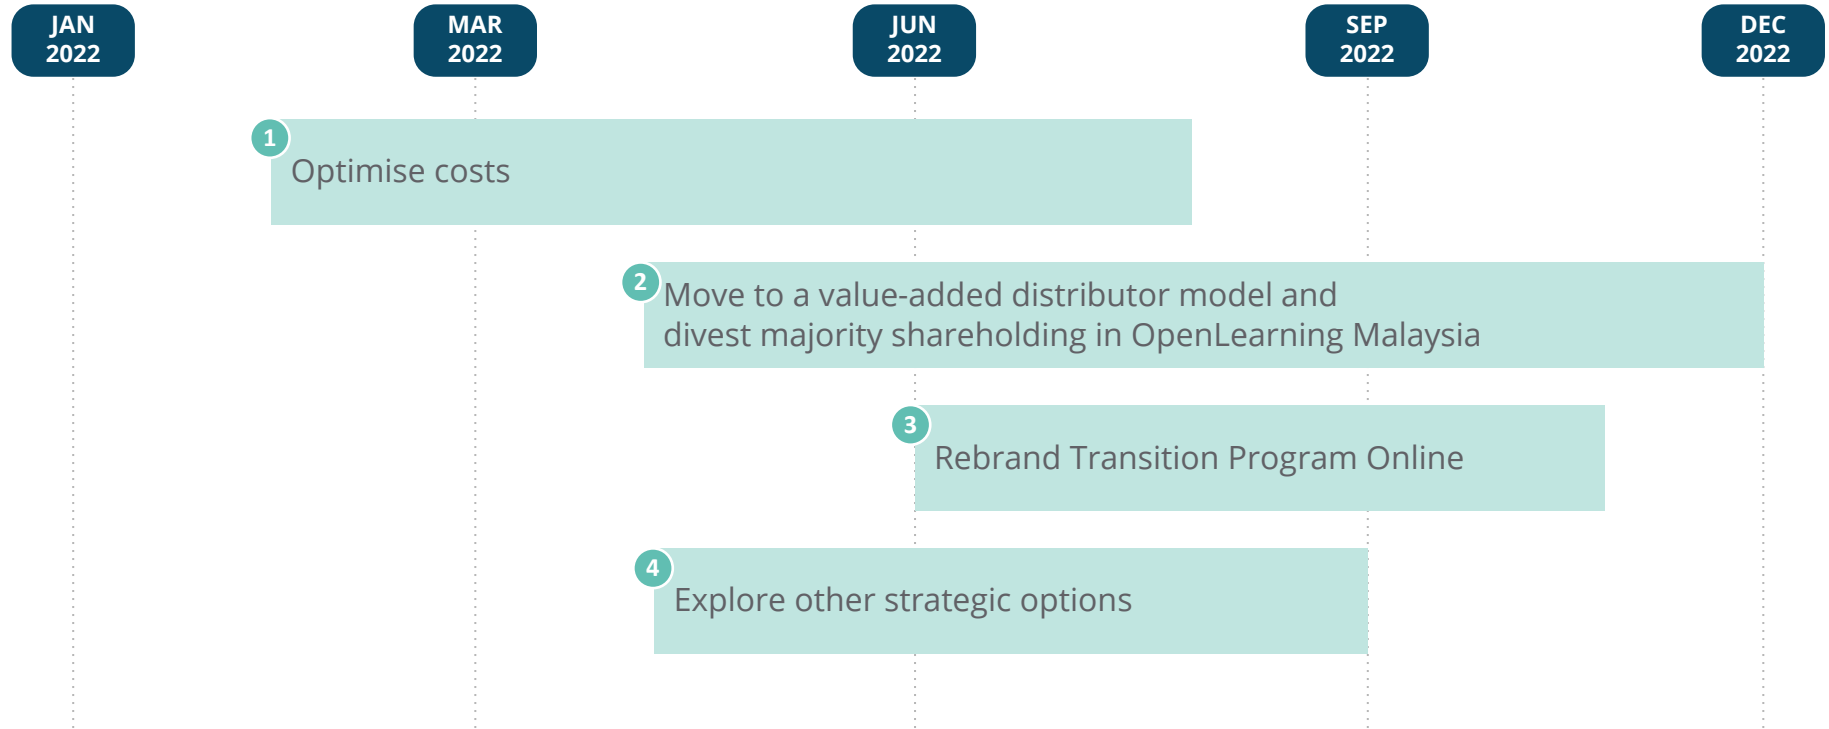 JAN
2022
MAR
2022
JUN
2022
SEP
2022
DEC
2022
1
Optimise costs
2
Move to a value-added distributor model and
divest majority shareholding in OpenLearning Malaysia
3
Rebrand Transition Program Online
4
Explore other strategic options